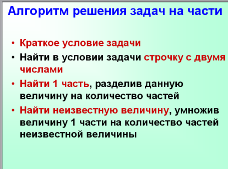 Алгоритм решения задач на части
• Краткое условие задачи
• Найти в условии задачи строчку с двумя
числами
• Найти 1 часть, разделив данную
величину на количество частей
• Найти неизвестную величину, умножив
величину 1 части на количество частей
неизвестной величины